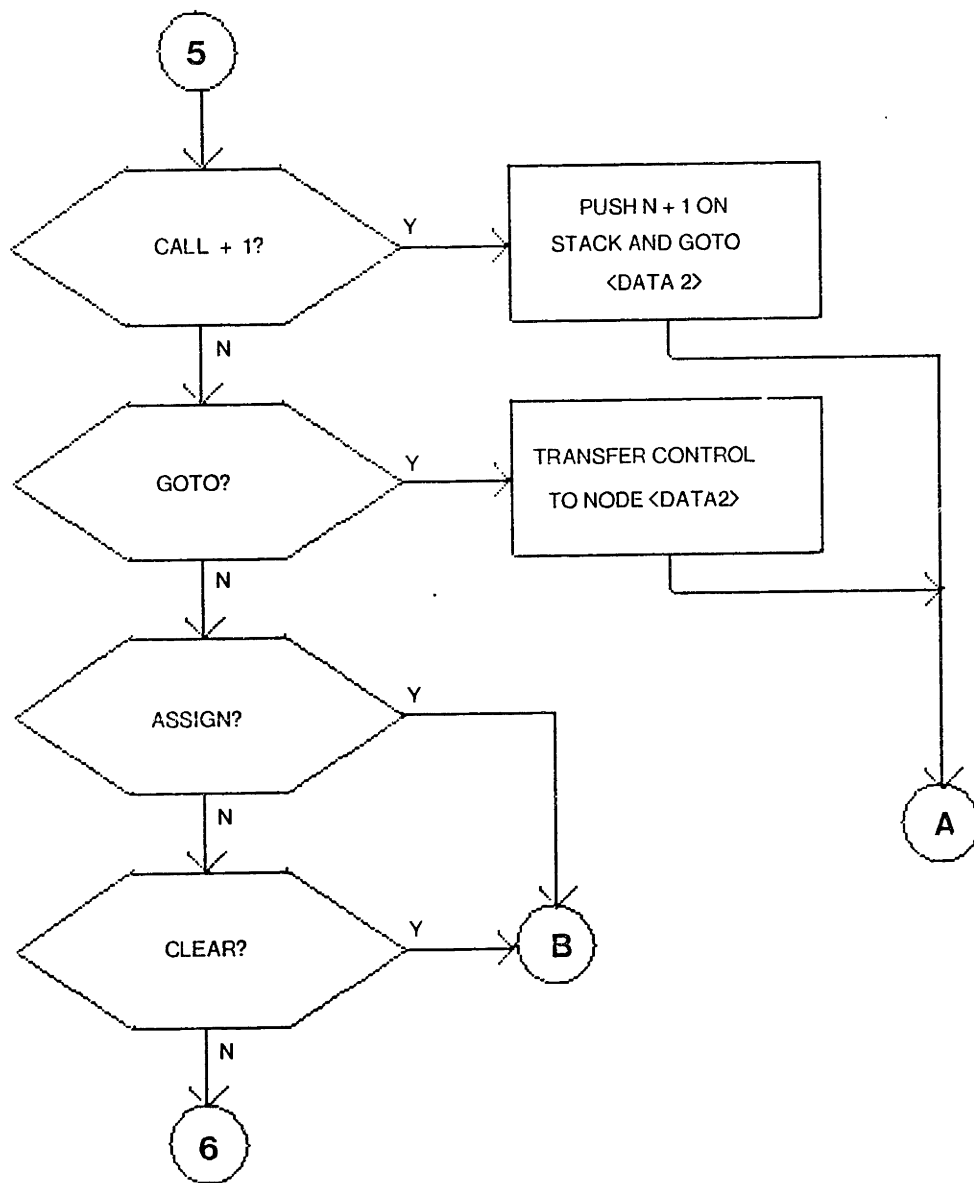 5
CALL + 1?
Y
PUSH N + 1 ON
STACK AND GOTO
<DATA 2>
N
GOTO?
Y
TRANSFER CONTROL
TO NODE <DATA2>
N
ASSIGN?
Y
N
A
CLEAR?
Y
B
N
6